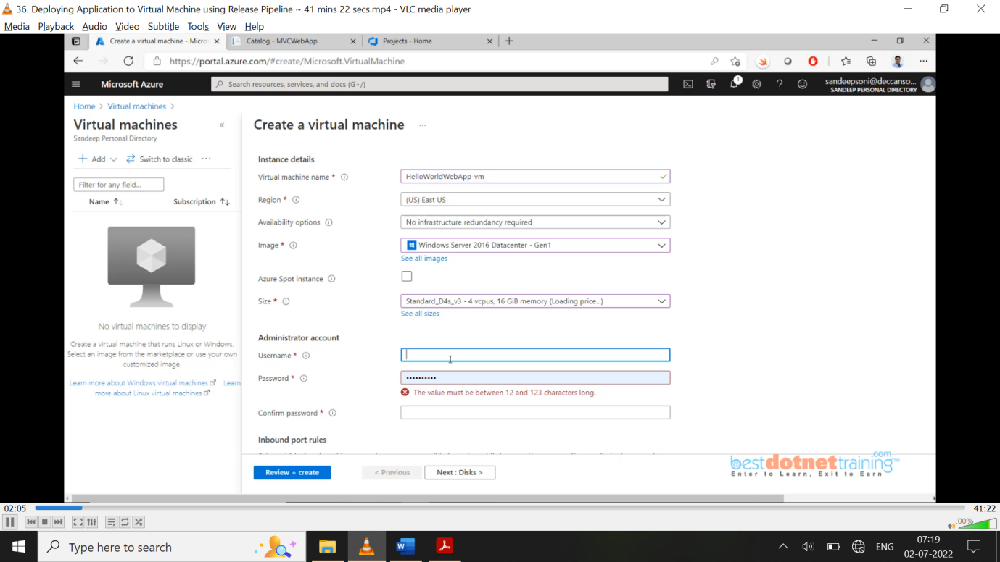 36. Deploying Application to Virtual Machine using Release Pipeline ~ 41 mins 22 secs.mp4 - VLC media player
Media Playback Audio Video Subtitle Tools View Help
Create a virtual machine - Micros
Catalog - MVCWebApp
Projects - Home
https://portal.azure.com/#create/Microsoft.VirtualMachine
Microsoft Azure
Search resources, services, and docs (G+/)
1
sandeepsoni@deccanso...
SANDEEP PERSONAL DIRECTORY
Home > Virtual machines >
Virtual machines
Sandeep Personal Directory
Add
Switch to classic
Filter for any field...
Name
Subscription
No virtual machines to display
Create a virtual machine that runs Linux or Windows.
Select an image from the marketplace or use your own
customized image.
Learn more about Windows virtual machines Learn
more about Linux virtual machines
Create a virtual machine ...
Instance details
Virtual machine name * HelloWorldWebApp-vm
Region * (US) East US
Availability options No infrastructure redundancy required
Image * Windows Server 2016 Datacenter - Gen1
See all images
Azure Spot instance
Size * Standard_D4s_v3 - 4 vcpus, 16 GiB memory (Loading price...)
See all sizes
Administrator account
Username *
Password * ••••••••••
The value must be between 12 and 123 characters long.
Confirm password *
Inbound port rules
Review + create
< Previous
Next : Disks >
bestdotnettraining.com
Enter to Learn, Exit to Earn
02:05
41:22
100%
Type here to search
ENG
07:19
02-07-2022